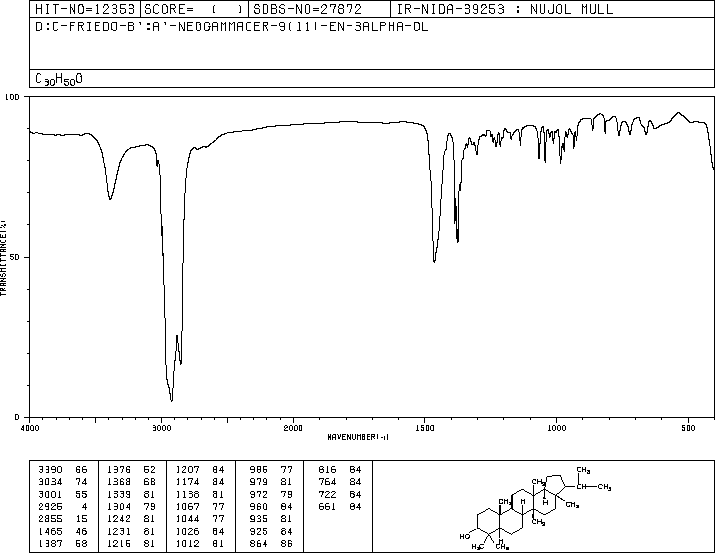 HIT-NO=12353 SCORE= ( ) SDBS-NO=27872 IR-NIDA-39253 : NUJOL MULL
D:C-FRIEDO-B':A'-NEOGAMMACER-9(11)-EN-3ALPHA-OL
C30H50O
100
50
0
TRANSMITTANCE(%)
4000 3000 2000 1500 1000 500
WAVENUMBER(-1)
3390 66 1376 52 1207 84 986 77 816 84
3034 74 1368 68 1174 84 979 81 764 84
3001 55 1339 81 1138 81 972 79 722 84
2925 4 1304 79 1067 77 960 84 661 84
2855 15 1242 81 1044 77 935 81
1465 46 1231 81 1026 84 925 84
1387 58 1216 81 1012 81 864 86
CH3
CH3 CH3 CH-CH3
H
CH3 H CH3
H CH3
HO H
H3C CH3